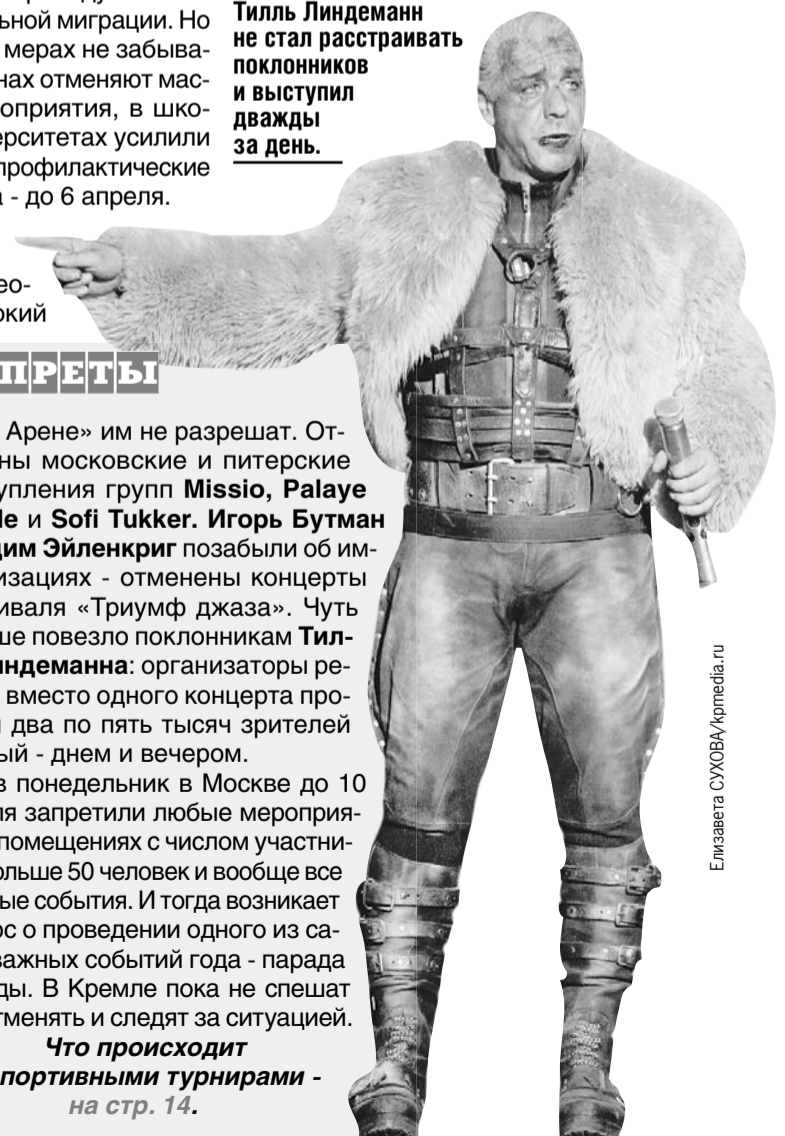 ьной миграции. Но
мерах не забыва-
нах отменяют мас-
оприятия, в шко-
ерситетах усилили
профилактические
а - до 6 апреля.
Тилль Линдеманн
не стал расстраивать
поклонников
и выступил
дважды
за день.
ео-
окий
ПРЕТЫ
Арене» им не разрешат. От-
ны московские и питерские
упления групп Missio, Palaye
le и Sofi Tukker. Игорь Бутман
дим Эйленкриг позабыли об им-
изациях - отменены концерты
иваля «Триумф джаза». Чуть
ше повезло поклонникам Тил-
индеманна: организаторы ре-
вместо одного концерта про-
и два по пять тысяч зрителей
ый - днем и вечером.
в понедельник в Москве до 10
ля запретили любые мероприя-
помещениях с числом участни-
ольше 50 человек и вообще все
ые события. И тогда возникает
ос о проведении одного из са-
важных событий года - парада
ды. В Кремле пока не спешат
тменять и следят за ситуацией.
Что происходит
портивными турнирами -
на стр. 14.
Елизавета СУХОВА/kpmedia.ru